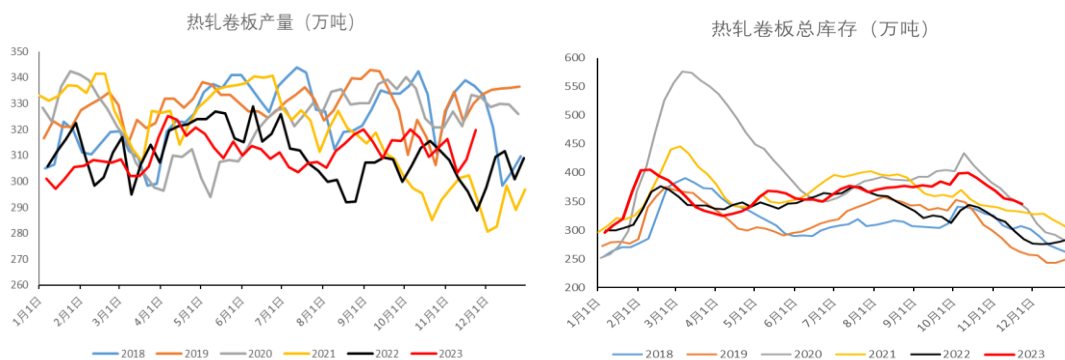 热轧卷板产量（万吨）
350
340
330
320
310
300
290
280
270
260
1月1日
2月1日
3月1日
4月1日
5月1日
6月1日
7月1日
8月1日
9月1日
10月1日
11月1日
12月1日
2018 2019 2020 2021 2022 2023
热轧卷板总库存（万吨）
600
550
500
450
400
350
300
250
200
1月1日
2月1日
3月1日
4月1日
5月1日
6月1日
7月1日
8月1日
9月1日
10月1日
11月1日
12月1日
2018 2019 2020 2021 2022 2023